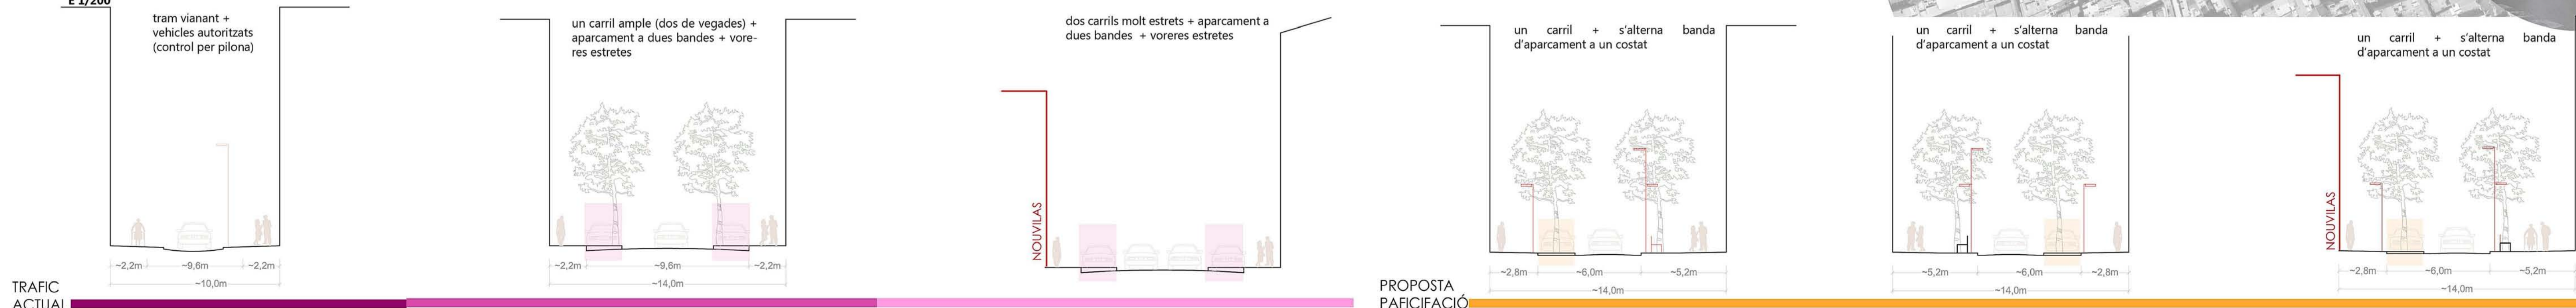 E 1/200
tram vianant +
vehicles autoritzats
(control per pilona)
~2,2m
~9,6m
~2,2m
~10,0m
TRAFIC
ACTUAL
un carril ample (dos de vegades) +
aparcament a dues bandes + vore-
res estretes
~2,2m
~9,6m
~2,2m
~14,0m
dos carrils molt estrets + aparcament a
dues bandes + voreres estretes
NOUVILAS
PROPOSTA
PAFICIFACIÓ
un carril + s'alterna banda
d'aparcament a un costat
~2,8m
~6,0m
~5,2m
~14,0m
un carril + s'alterna banda
d'aparcament a un costat
~5,2m
~6,0m
~2,8m
~14,0m
un carril + s'alterna banda
d'aparcament a un costat
NOUVILAS
~2,8m
~6,0m
~5,2m
~14,0m